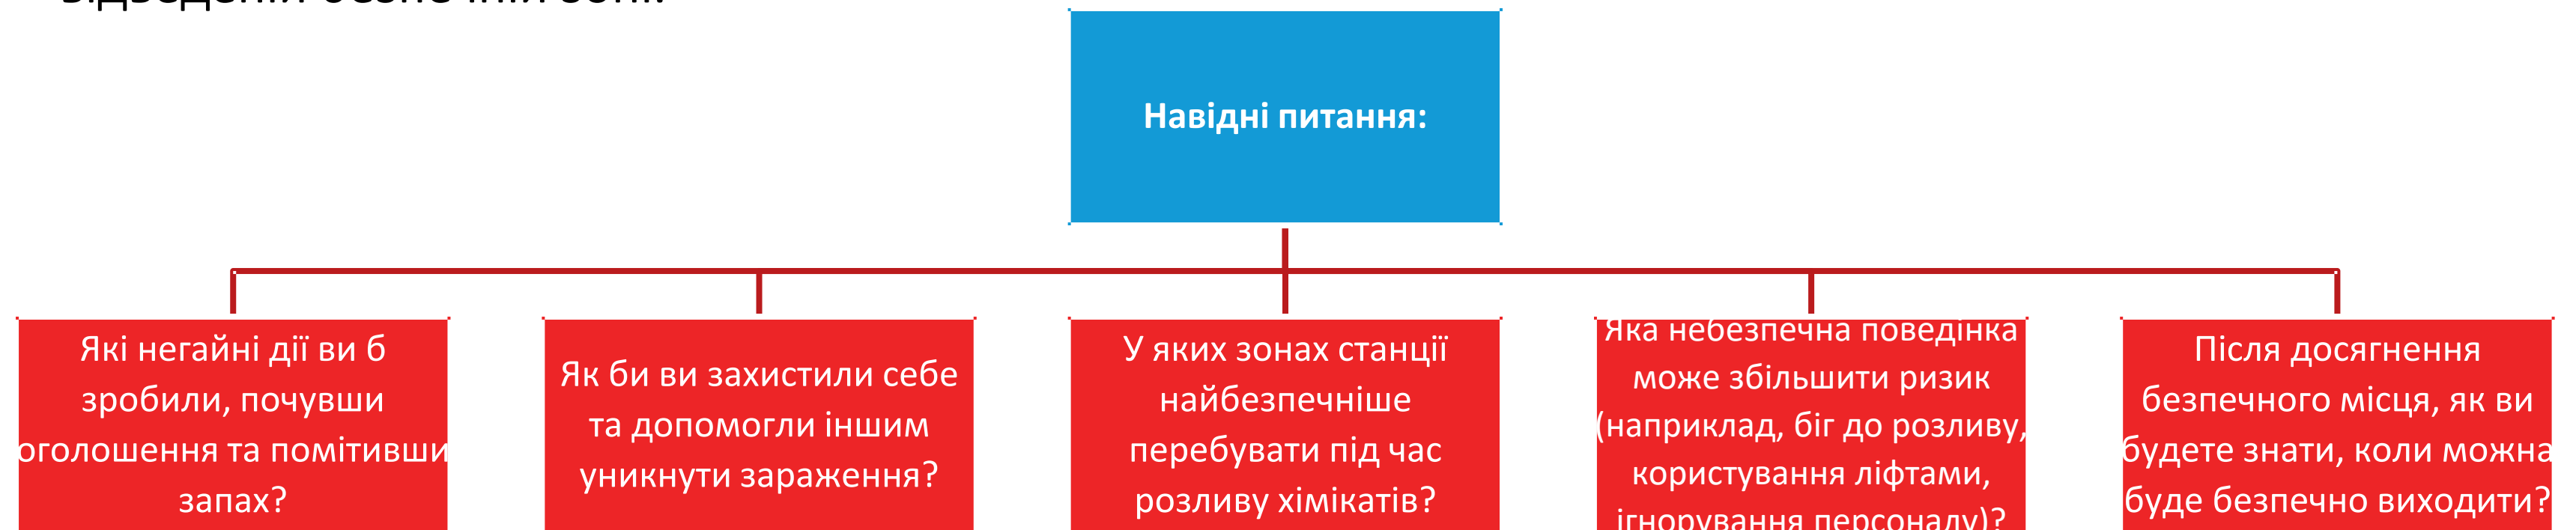 відведеній безпечній зоні.
Навідні питання:
Які негайні дії ви б
зробили, почувши
оголошення та помітивши
запах?
Як би ви захистили себе
та допомогли іншим
уникнути зараження?
У яких зонах станції
найбезпечніше
перебувати під час
розливу хімікатів?
Яка небезпечна поведінка
може збільшити ризик
(наприклад, біг до розливу,
користування ліфтами,
ігнорування персоналу)?
Після досягнення
безпечного місця, як ви
будете знати, коли можна
буде безпечно виходити?